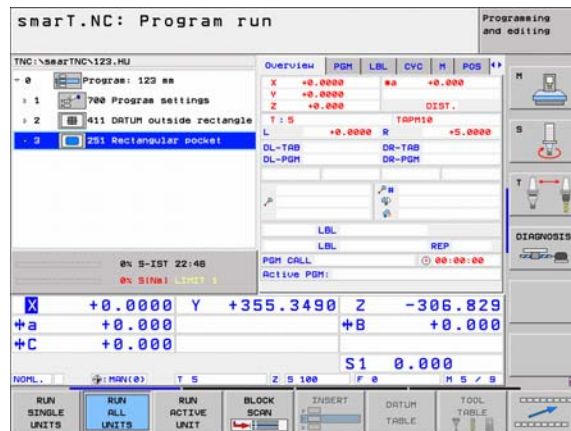 smarT.NC: Program run
Programming and editing
TNC:\smarTNC\123.HU
0 Program: 123 mm
1 700 Program settings
2 411 DATUM outside rectangle
3 251 Rectangular pocket
Overview PGM LBL CYC M POS
X +0.0000 *a +0.000
Y +0.0000
Z +0.000 DIST.
T : 5 TAPM10
L +0.0000 R +5.0000
DL-TAB DR-TAB
DL-PGM DR-PGM
LBL
LBL REP
PGM CALL 00:00:00
Active PGM:
M
S
T
DIAGNOSIS
0% S-IST 22:46
0% S[Nm] LIMIT 1
X +0.0000 Y +355.3490 Z -306.829
+a +0.000 +B +0.000
+C +0.000
S1 0.000
NOML. : MAN(0) T 5 Z S 100 F 0 M 5 / 9
RUN SINGLE UNITS
RUN ALL UNITS
RUN ACTIVE UNIT
BLOCK SCAN
INSERT
DATUM TABLE
TOOL TABLE